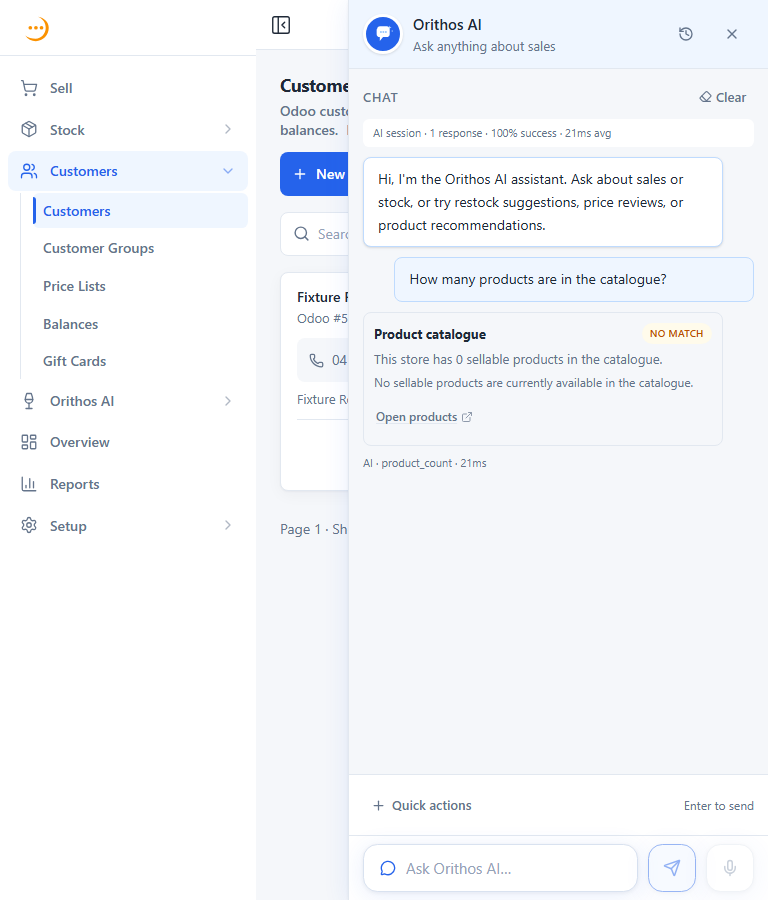 Sell
Stock
Customers
Customers
Customer Groups
Price Lists
Balances
Gift Cards
Orithos AI
Overview
Reports
Setup
Custome
Odoo custo
balances.
New
Searc
Fixture R
Odoo #5
04
Fixture Re
Page 1 · Sh
Orithos AI
Ask anything about sales
CHAT
Clear
AI session · 1 response · 100% success · 21ms avg
Hi, I'm the Orithos AI assistant. Ask about sales or
stock, or try restock suggestions, price reviews, or
product recommendations.
How many products are in the catalogue?
Product catalogue
NO MATCH
This store has 0 sellable products in the catalogue.
No sellable products are currently available in the catalogue.
Open products
AI · product_count · 21ms
Quick actions
Enter to send
Ask Orithos AI...